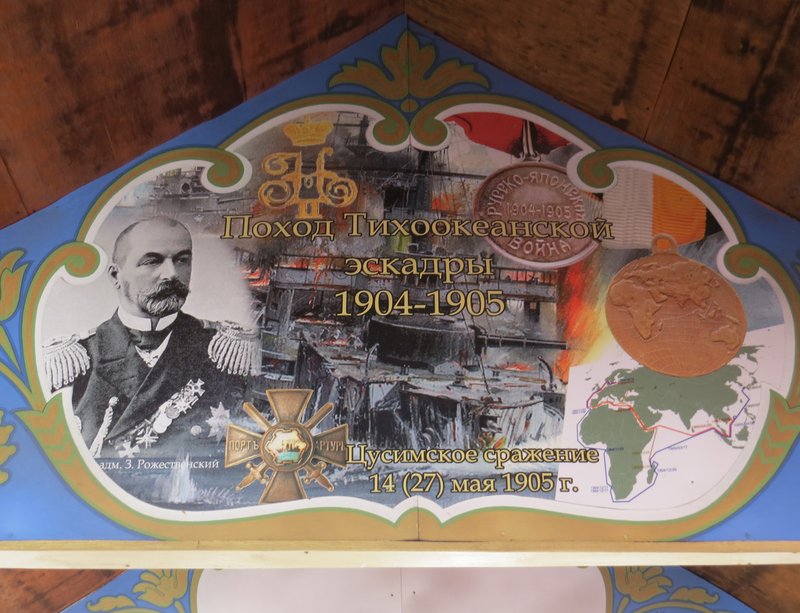 Поход Тихоокеанской
эскадры
1904-1905
РУССКО-ЯПОНСКАЯ
1904-1905
ВОЙНА
адм. З. Рожественский
ПОРТЪ АРТУРЪ
Цусимское сражение
14 (27) мая 1905 г.